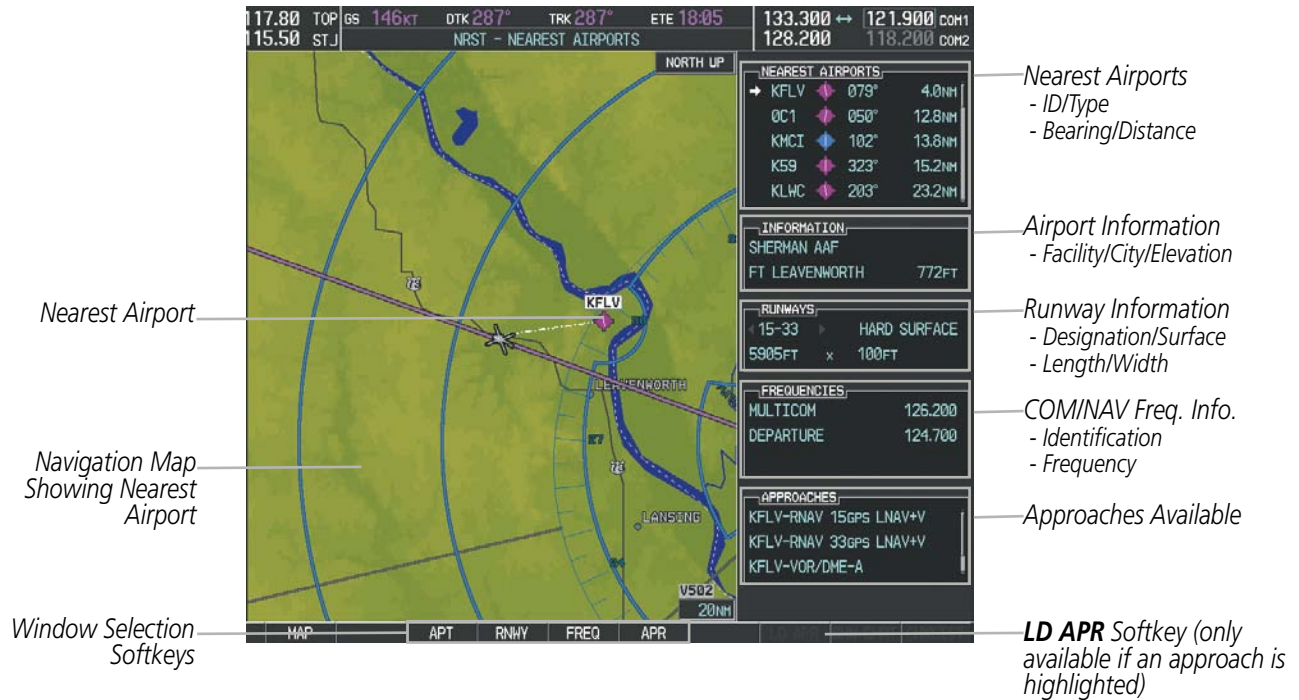 117.80 TOP GS 146KT DTK 287° TRK 287° ETE 18:05 133.300 ↔ 121.900 COM1
115.50 STJ NRST - NEAREST AIRPORTS 128.200 118.200 COM2
NORTH UP
NEAREST AIRPORTS
KFLV 079° 4.0NM
0C1 050° 12.8NM
KMCI 102° 13.8NM
K59 323° 15.2NM
KLWC 203° 23.2NM
Nearest Airports
- ID/Type
- Bearing/Distance
INFORMATION
SHERMAN AAF
FT LEAVENWORTH 772FT
Airport Information
- Facility/City/Elevation
RUNWAYS
15-33 HARD SURFACE
5905FT x 100FT
Runway Information
- Designation/Surface
- Length/Width
FREQUENCIES
MULTICOM 126.200
DEPARTURE 124.700
COM/NAV Freq. Info.
- Identification
- Frequency
APPROACHES
KFLV-RNAV 15GPS LNAV+V
KFLV-RNAV 33GPS LNAV+V
KFLV-VOR/DME-A
Approaches Available
73
KFLV
Nearest Airport
LEAVENWORTH
Navigation Map
Showing Nearest
Airport
LANSING
V502
20NM
MAP APT RNWY FREQ APR LD APR
Window Selection
Softkeys
LD APR Softkey (only
available if an approach is
highlighted)